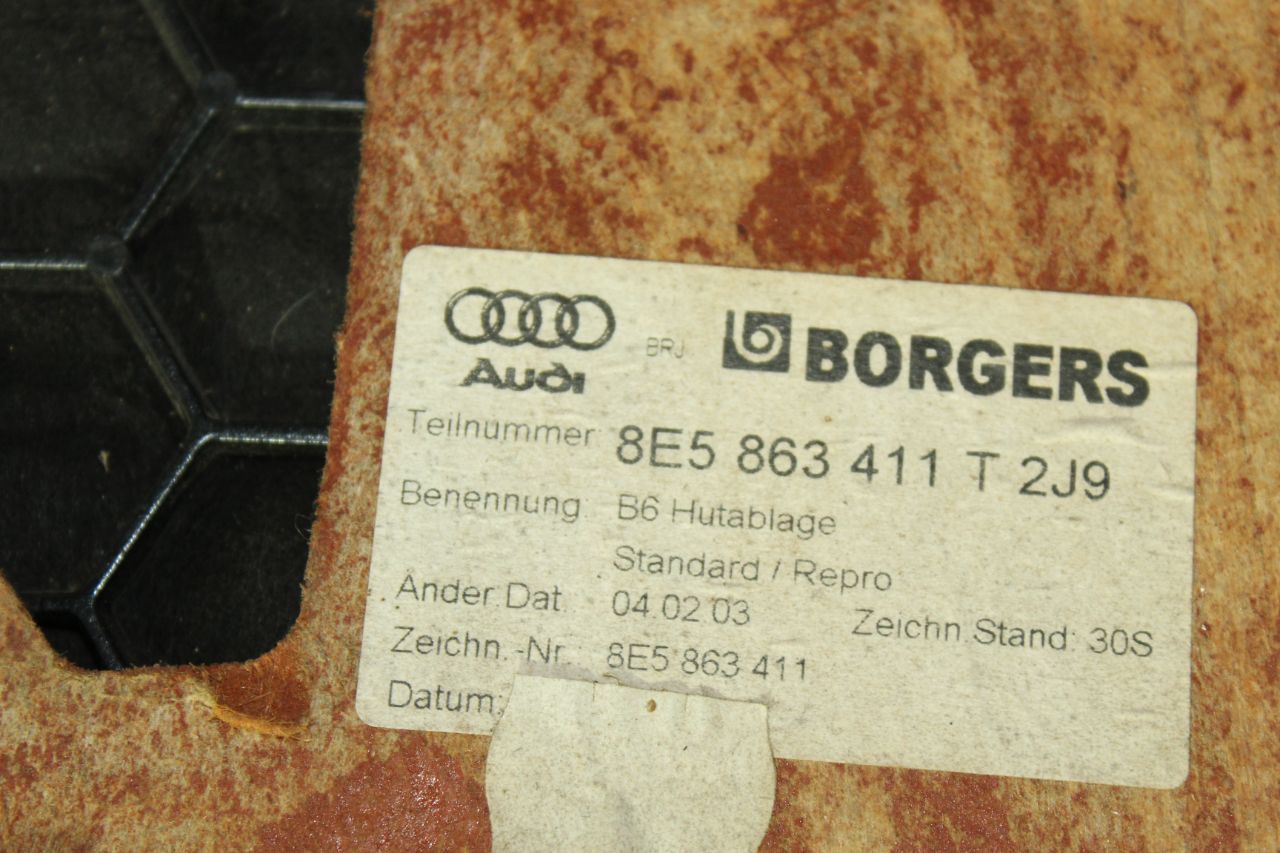 Audi BRJ BORGERS
Teilnummer: 8E5 863 411 T 2J9
Benennung: B6 Hutablage
Standard / Repro
Ander.Dat. 04.02.03 Zeichn.Stand: 30S
Zeichn.-Nr.: 8E5 863 411
Datum: